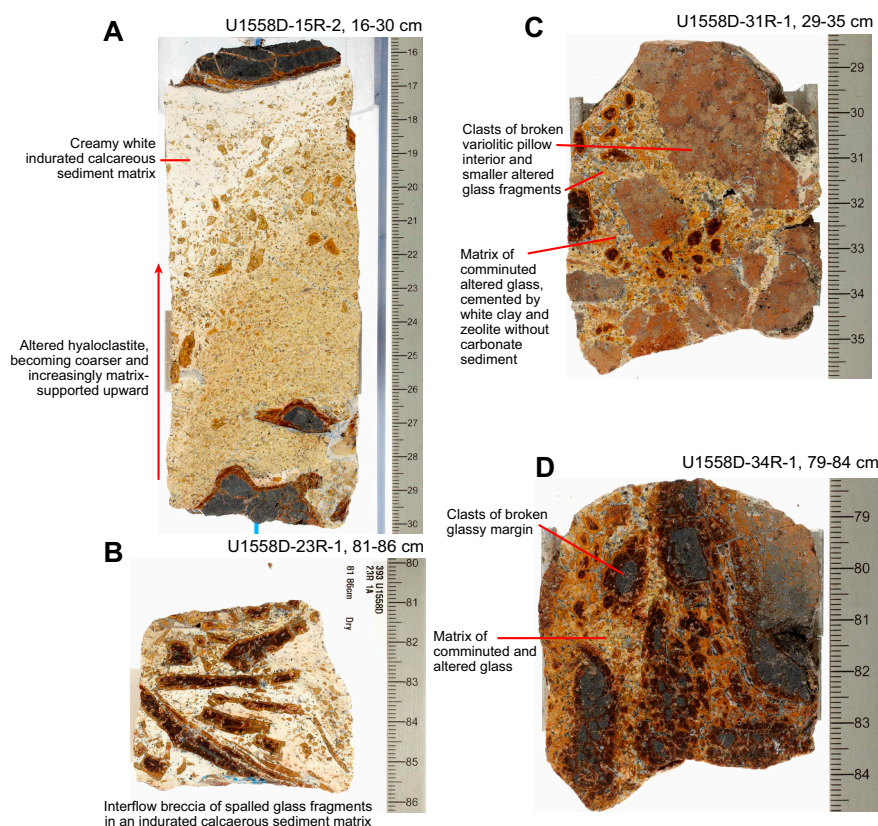 A
U1558D-15R-2, 16-30 cm
Creamy white
indurated calcareous
sediment matrix
Altered hyaloclastite,
becoming coarser and
increasingly matrix-
supported upward
16
17
18
19
20
21
22
23
24
25
26
27
28
29
30
B
U1558D-23R-1, 81-86 cm
393 U1558D
23R 1A
81 86cm Dry
80
81
82
83
84
85
86
Interflow breccia of spalled glass fragments
in an indurated calcaerous sediment matrix
C
U1558D-31R-1, 29-35 cm
Clasts of broken
variolitic pillow
interior and
smaller altered
glass fragments
Matrix of
comminuted
altered glass,
cemented by
white clay and
zeolite without
carbonate
sediment
29
30
31
32
33
34
35
D
U1558D-34R-1, 79-84 cm
Clasts of broken
glassy margin
Matrix of
comminuted and
altered glass
79
80
81
82
83
84